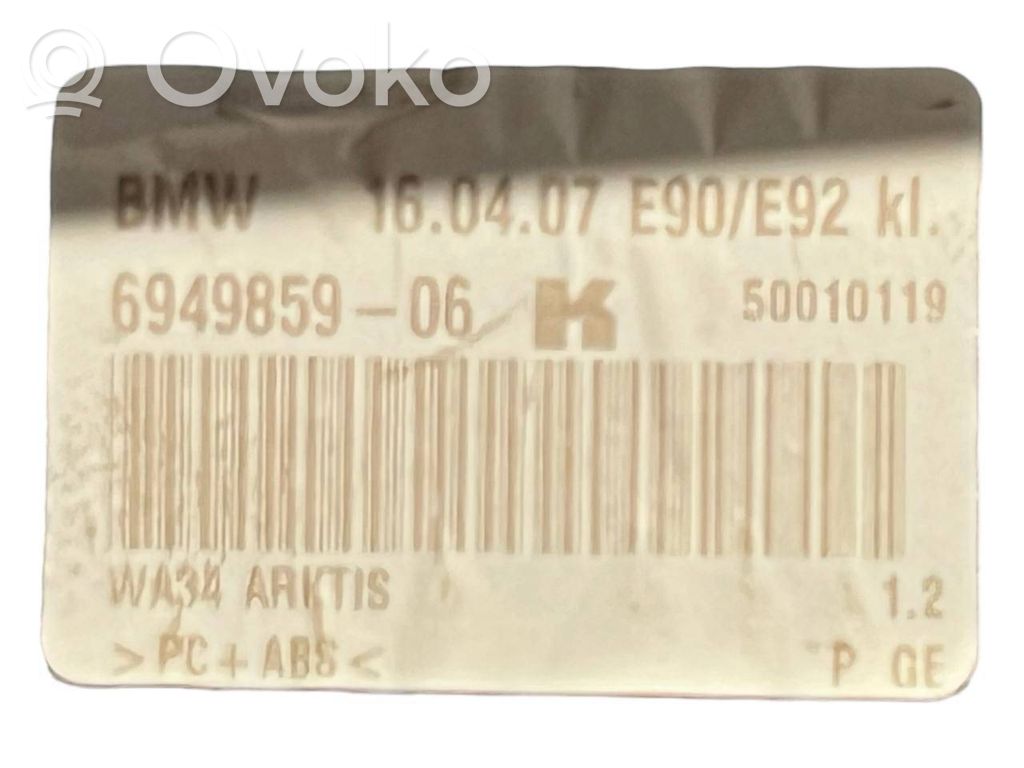 Ovoko
BMW 16.04.07 E90/E92 kl.
6949859-06 K 50010119
WA34 ARKTIS 1.2
>PC+ABS< P GE